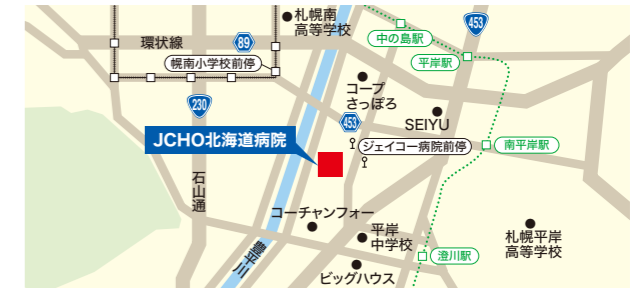 札幌南
高等学校
453
中の島駅
環状線
89
平岸駅
幌南小学校前停
コープ
さっぽろ
230
453
SEIYU
JCHO北海道病院
ジェイコー病院前停
南平岸駅
石山通
コーチャンフォー
平岸
中学校
札幌平岸
高等学校
豊平川
澄川駅
ビッグハウス